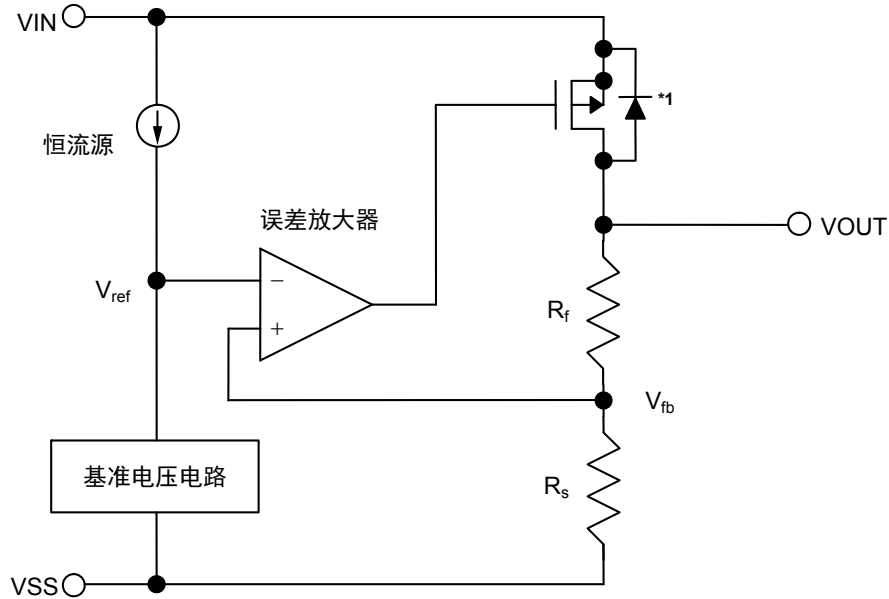 VIN
*1
恒流源
误差放大器
VOUT
Vref
−
+
Rf
Vfb
基准电压电路
Rs
VSS